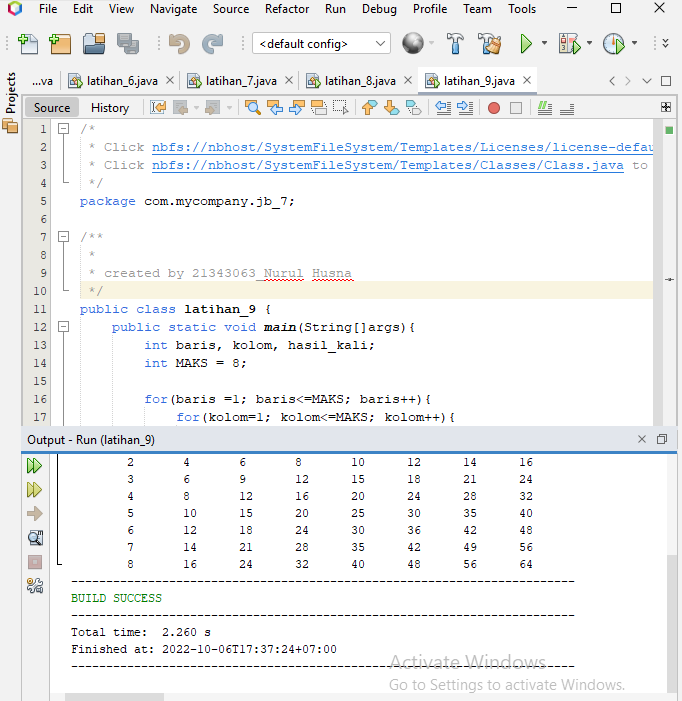 File Edit View Navigate Source Refactor Run Debug Profile Team Tools
<default config>
Projects
...va latihan_6.java latihan_7.java latihan_8.java latihan_9.java
Source History
1 /*
2 * Click nbfs://nbhost/SystemFileSystem/Templates/Licenses/license-defau
3 * Click nbfs://nbhost/SystemFileSystem/Templates/Classes/Class.java to
4 */
5 package com.mycompany.jb_7;
6
7 /**
8 *
9 * created by 21343063_Nurul Husna
10 */
11 public class latihan_9 {
12 public static void main(String[]args){
13 int baris, kolom, hasil_kali;
14 int MAKS = 8;
15
16 for(baris =1; baris<=MAKS; baris++){
17 for(kolom=1; kolom<=MAKS; kolom++){
Output - Run (latihan_9)
2 4 6 8 10 12 14 16
3 6 9 12 15 18 21 24
4 8 12 16 20 24 28 32
5 10 15 20 25 30 35 40
6 12 18 24 30 36 42 48
7 14 21 28 35 42 49 56
8 16 24 32 40 48 56 64
------------------------------------------------------------------------
BUILD SUCCESS
------------------------------------------------------------------------
Total time:  2.260 s
Finished at: 2022-10-06T17:37:24+07:00
------------------------------------------------------------------------
Activate Windows
Go to Settings to activate Windows.